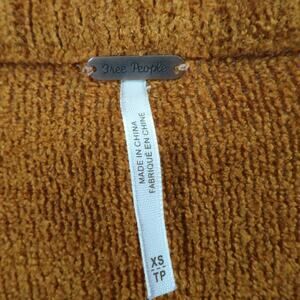 Free People
MADE IN CHINA
FABRIQUÉ EN CHINE
XS
TP